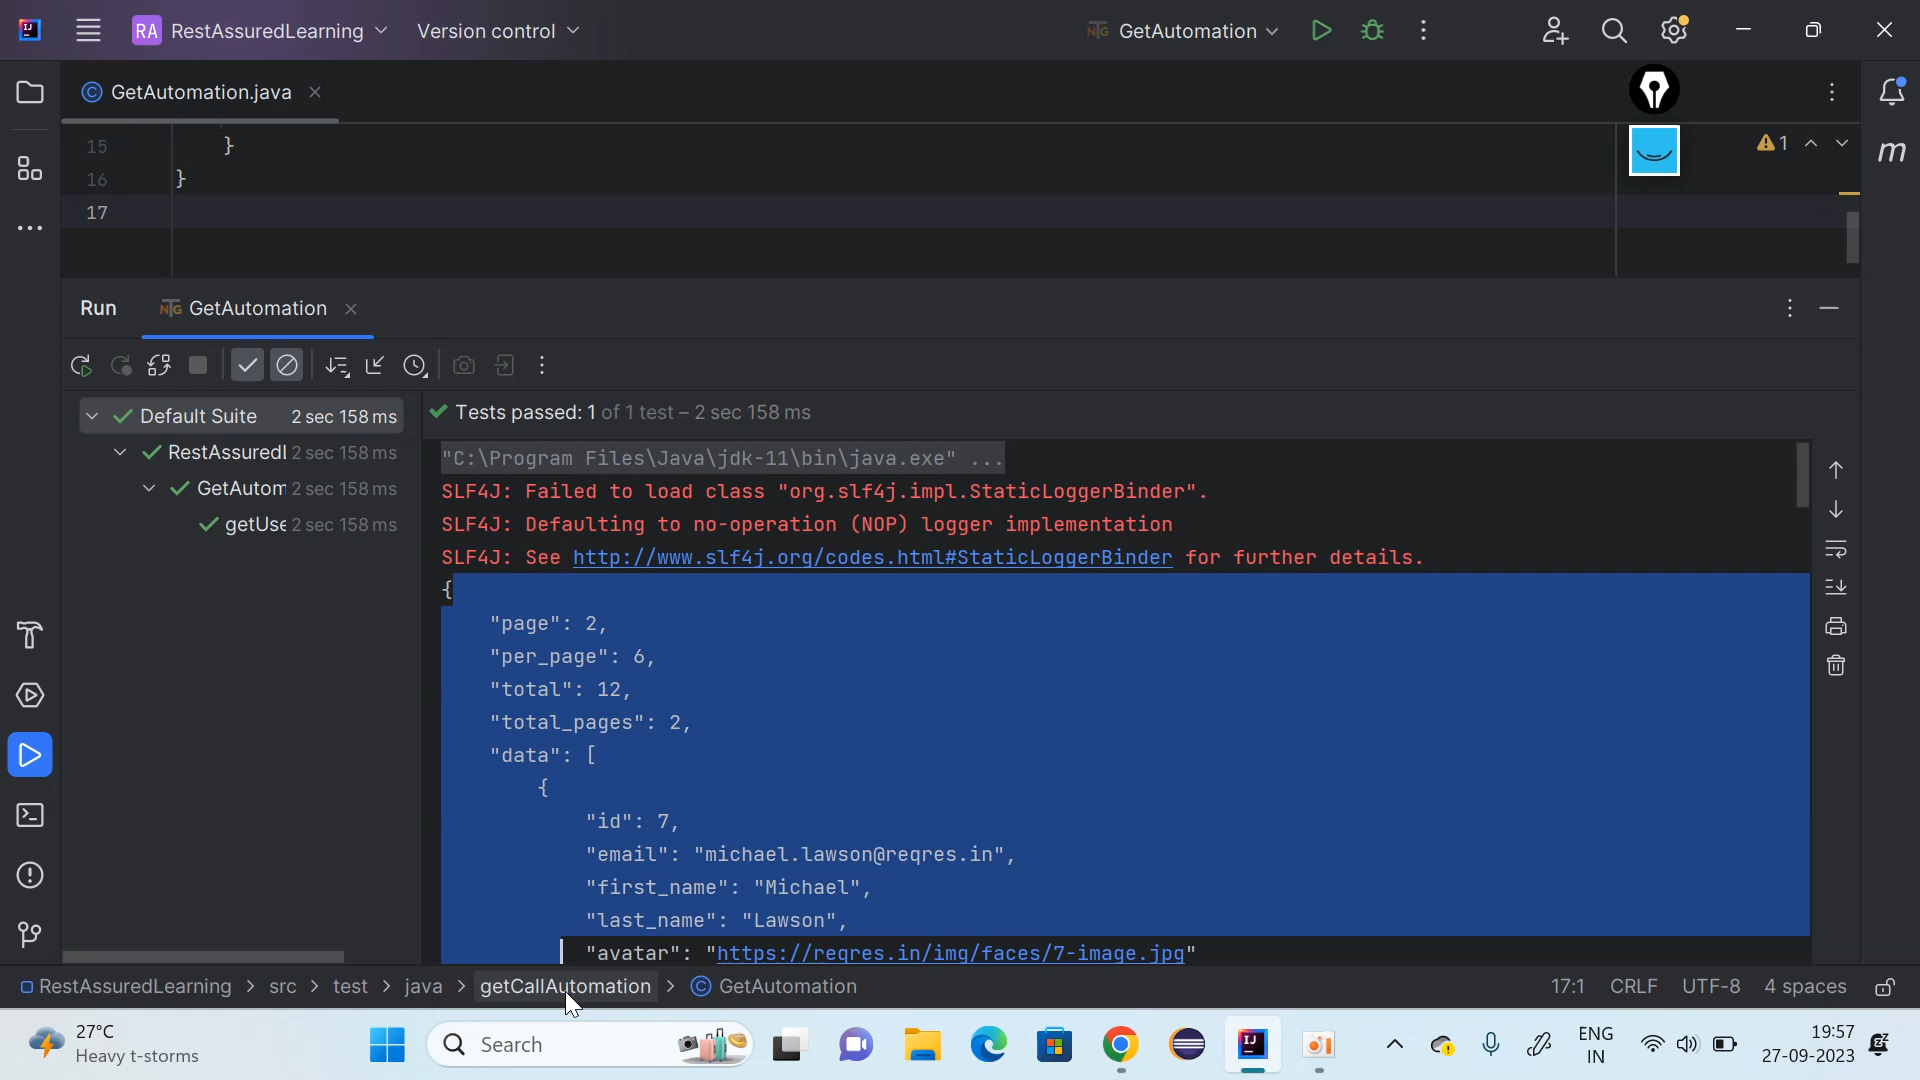 RA RestAssuredLearning Version control GetAutomation
GetAutomation.java
15 }
16 }
17
1
m
Run GetAutomation
Default Suite 2 sec 158 ms
RestAssuredl 2 sec 158 ms
GetAutom 2 sec 158 ms
getUse 2 sec 158 ms
Tests passed: 1 of 1 test – 2 sec 158 ms
"C:\Program Files\Java\jdk-11\bin\java.exe" ...
SLF4J: Failed to load class "org.slf4j.impl.StaticLoggerBinder".
SLF4J: Defaulting to no-operation (NOP) logger implementation
SLF4J: See http://www.slf4j.org/codes.html#StaticLoggerBinder for further details.
{
"page": 2,
"per_page": 6,
"total": 12,
"total_pages": 2,
"data": [
{
"id": 7,
"email": "michael.lawson@reqres.in",
"first_name": "Michael",
"last_name": "Lawson",
"avatar": "https://reqres.in/img/faces/7-image.jpg"
RestAssuredLearning > src > test > java > getCallAutomation > GetAutomation 17:1 CRLF UTF-8 4 spaces
27°C
Heavy t-storms
Search
ENG
IN
19:57
27-09-2023